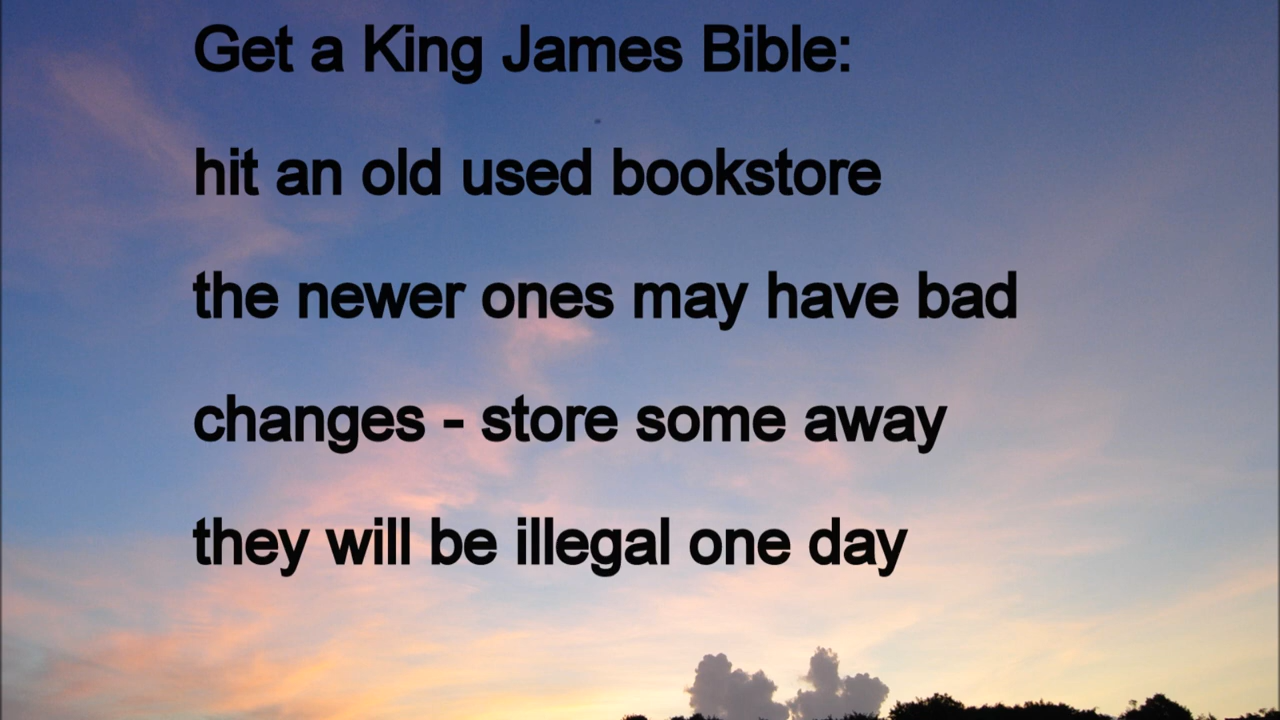 Get a King James Bible:
hit an old used bookstore
the newer ones may have bad
changes - store some away
they will be illegal one day